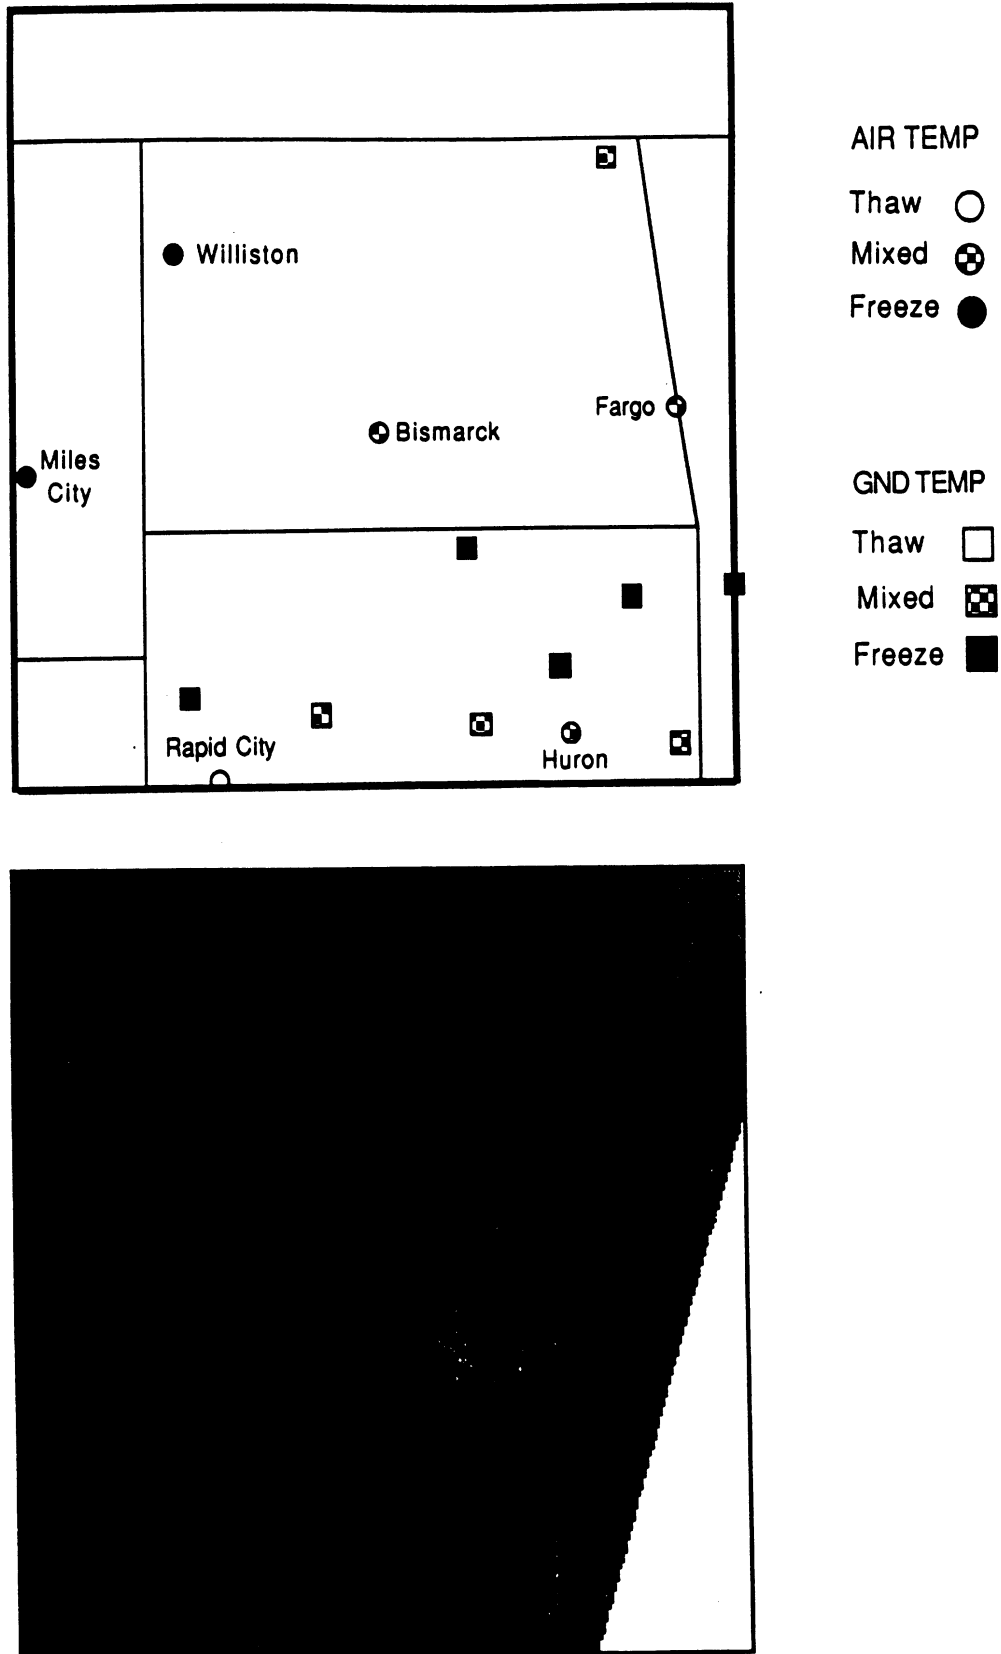 AIR TEMP
Thaw
Mixed
Freeze
Williston
Fargo
Bismarck
Miles
City
GND TEMP
Thaw
Mixed
Freeze
Rapid City
Huron